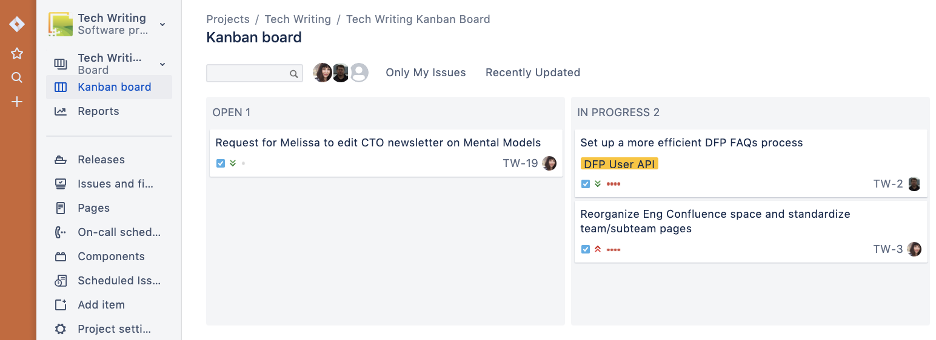 Tech Writing
Software pr...
Tech Writi...
Board
Kanban board
Reports
Releases
Issues and fi...
Pages
On-call sched...
Components
Scheduled Iss...
Add item
Project setti...
Projects / Tech Writing / Tech Writing Kanban Board
Kanban board
Only My Issues Recently Updated
OPEN 1
Request for Melissa to edit CTO newsletter on Mental Models
TW-19
IN PROGRESS 2
Set up a more efficient DFP FAQs process
DFP User API
TW-2
Reorganize Eng Confluence space and standardize
team/subteam pages
TW-3